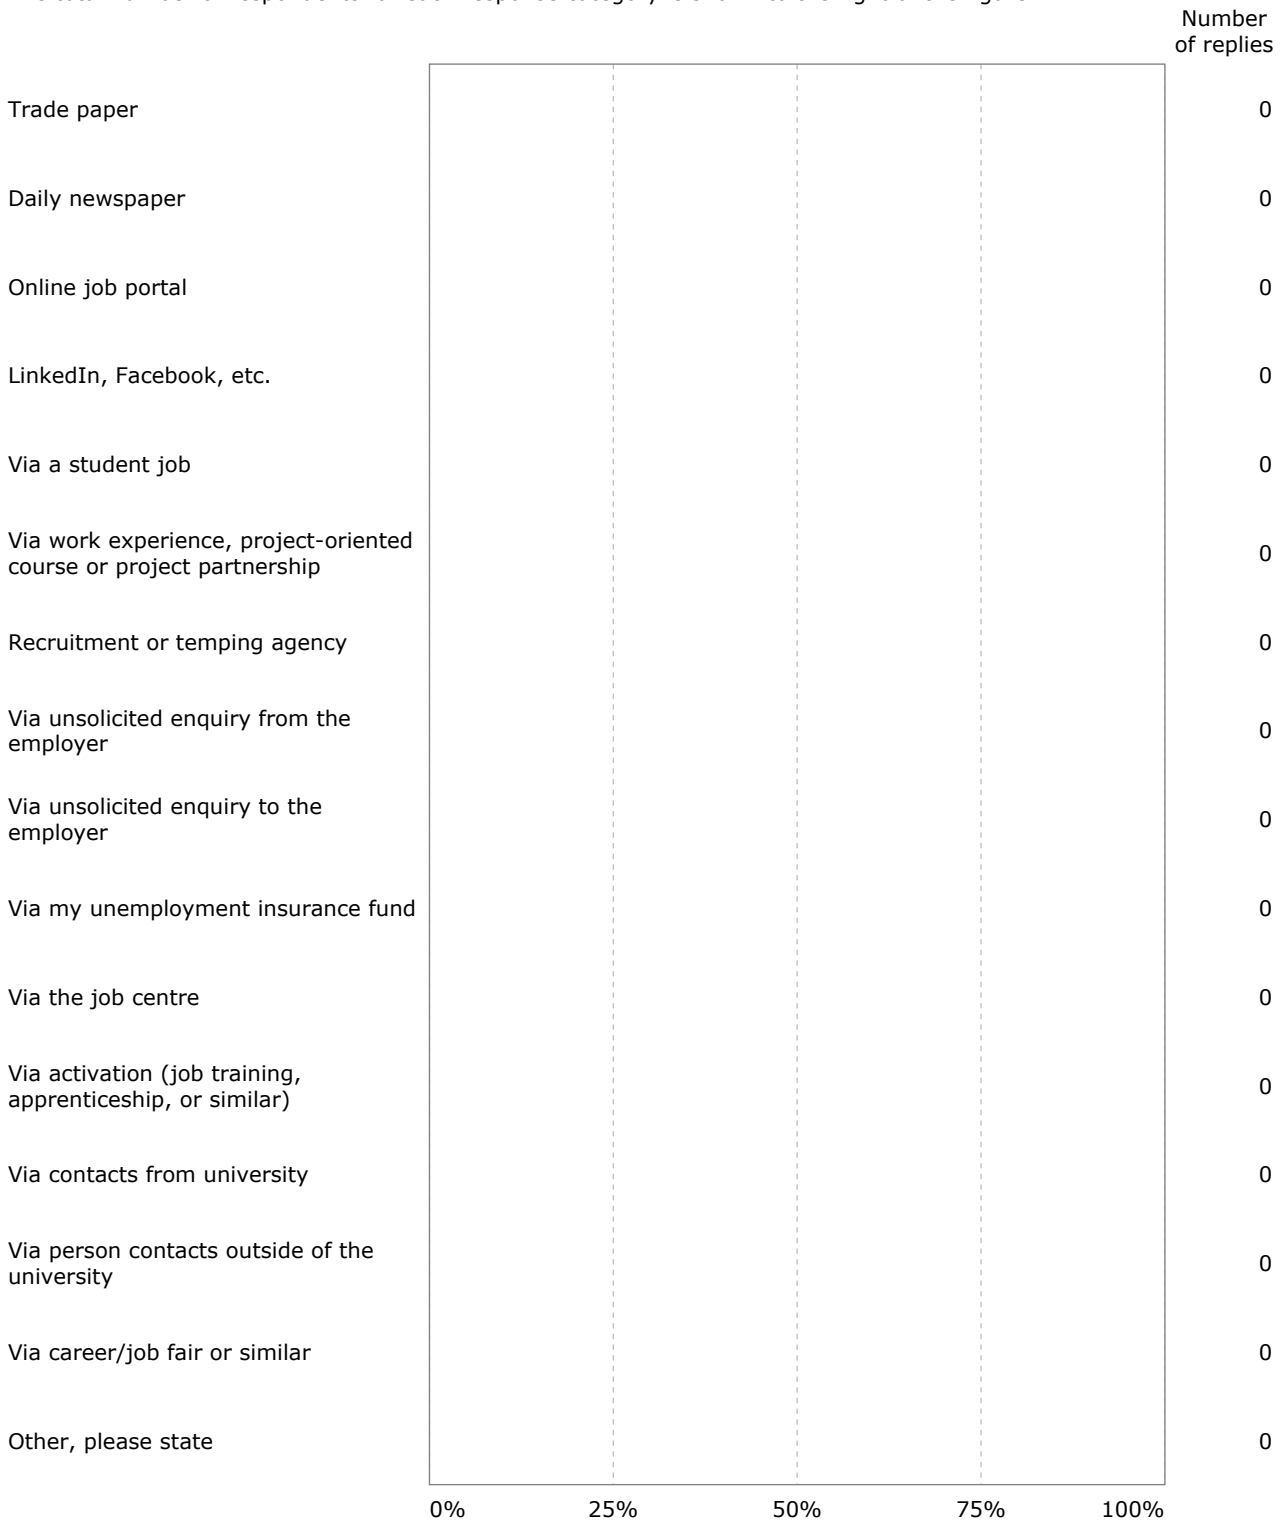 Number
of replies
Trade paper 0
Daily newspaper 0
Online job portal 0
LinkedIn, Facebook, etc. 0
Via a student job 0
Via work experience, project-oriented
course or project partnership 0
Recruitment or temping agency 0
Via unsolicited enquiry from the
employer 0
Via unsolicited enquiry to the
employer 0
Via my unemployment insurance fund 0
Via the job centre 0
Via activation (job training,
apprenticeship, or similar) 0
Via contacts from university 0
Via person contacts outside of the
university 0
Via career/job fair or similar 0
Other, please state 0
0% 25% 50% 75% 100%